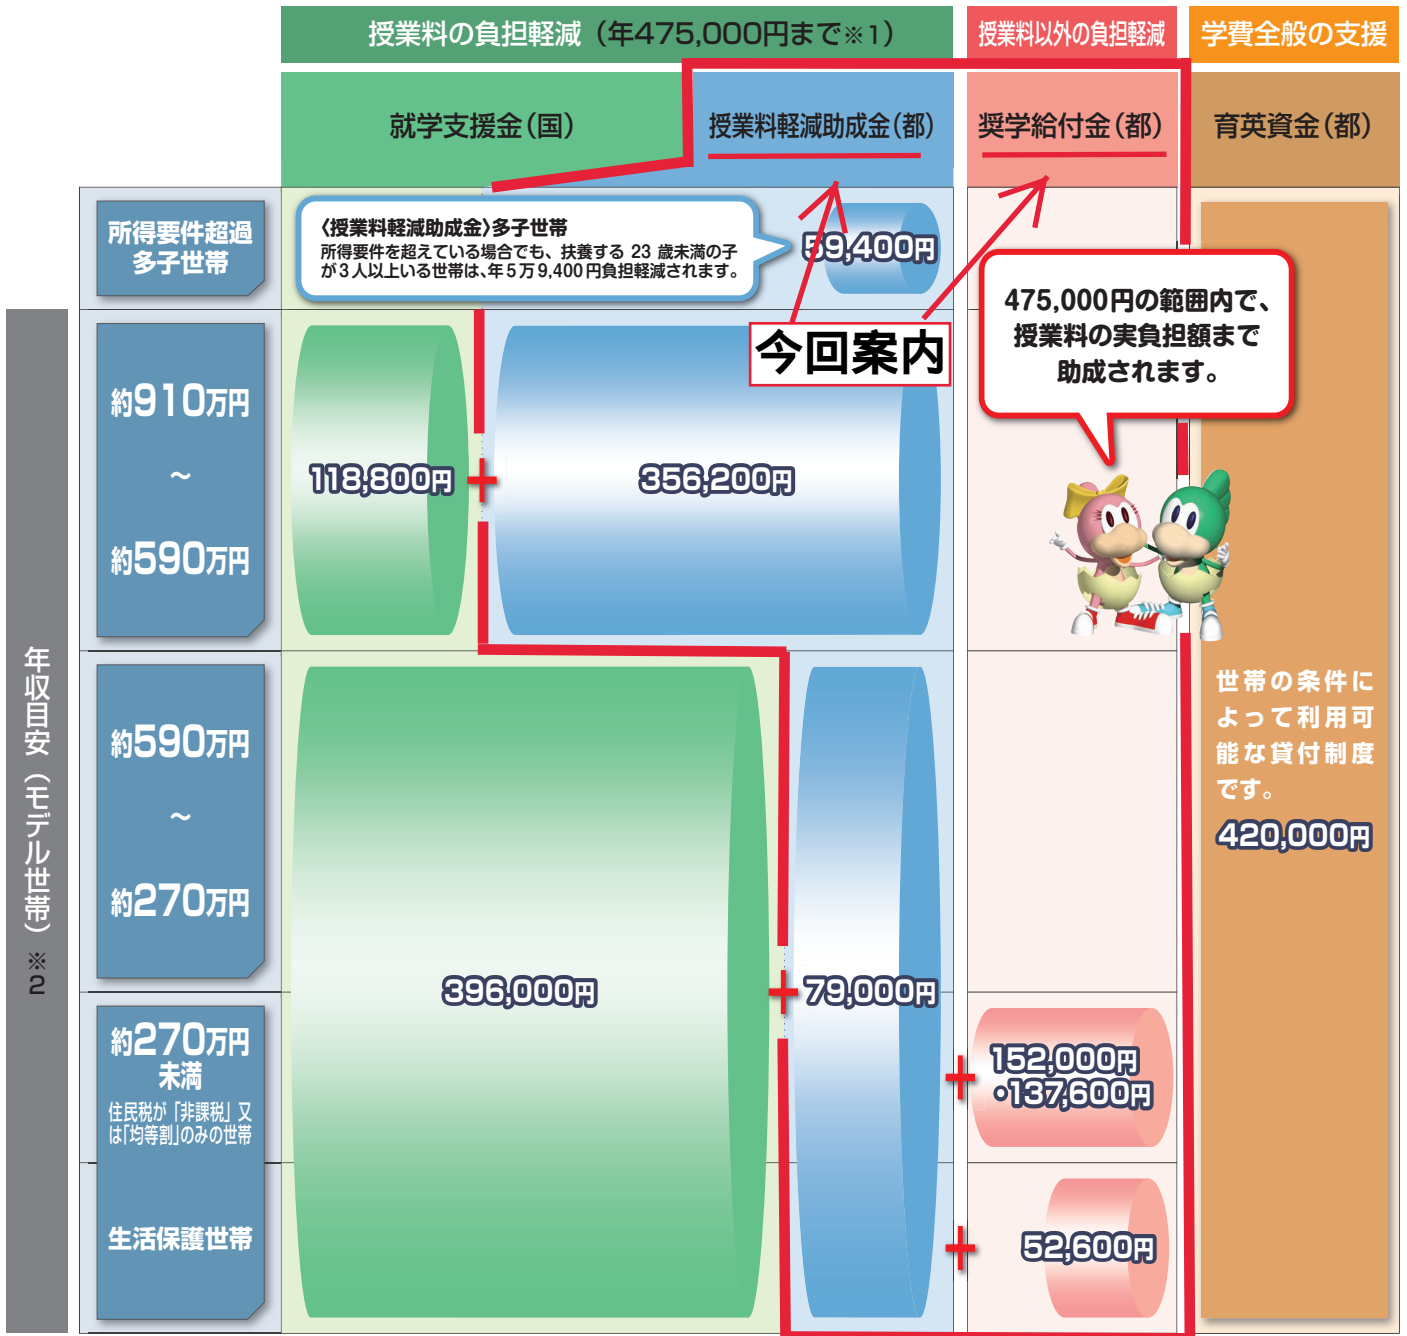 授業料の負担軽減（年475,000円まで※1）
授業料以外の負担軽減
学費全般の支援
就学支援金（国）
授業料軽減助成金（都）
奨学給付金（都）
育英資金（都）
所得要件超過
多子世帯
〈授業料軽減助成金〉多子世帯
所得要件を超えている場合でも、扶養する 23 歳未満の子
が3人以上いる世帯は、年5万9,400円負担軽減されます。
59,400円
今回案内
475,000円の範囲内で、
授業料の実負担額まで
助成されます。
年収目安（モデル世帯）※2
約910万円
～
約590万円
118,800円
+
356,200円
約590万円
～
約270万円
396,000円
+
79,000円
世帯の条件に
よって利用可
能な貸付制度
です。
420,000円
約270万円
未満
住民税が「非課税」又
は「均等割」のみの世帯
+
152,000円
・137,600円
生活保護世帯
+
52,600円